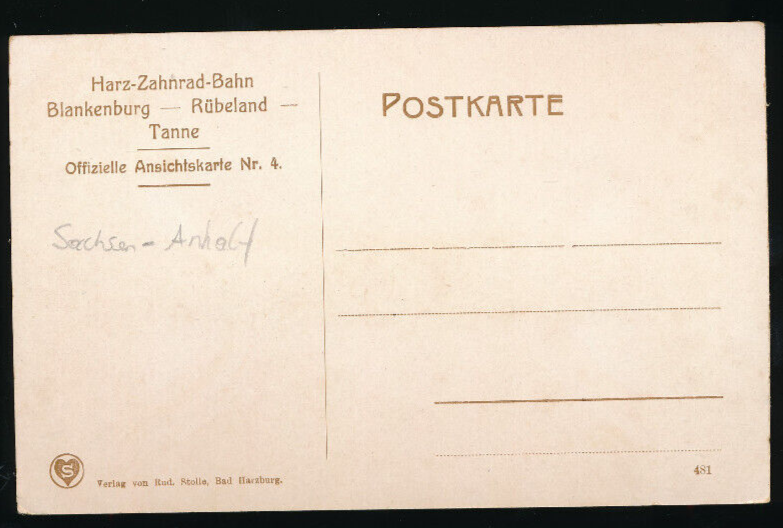 Harz-Zahnrad-Bahn
Blankenburg — Rübeland —
Tanne
Offizielle Ansichtskarte Nr. 4.
Sachsen - Anhalt
POSTKARTE
S
Verlag von Rud. Stolle, Bad Harzburg.
481